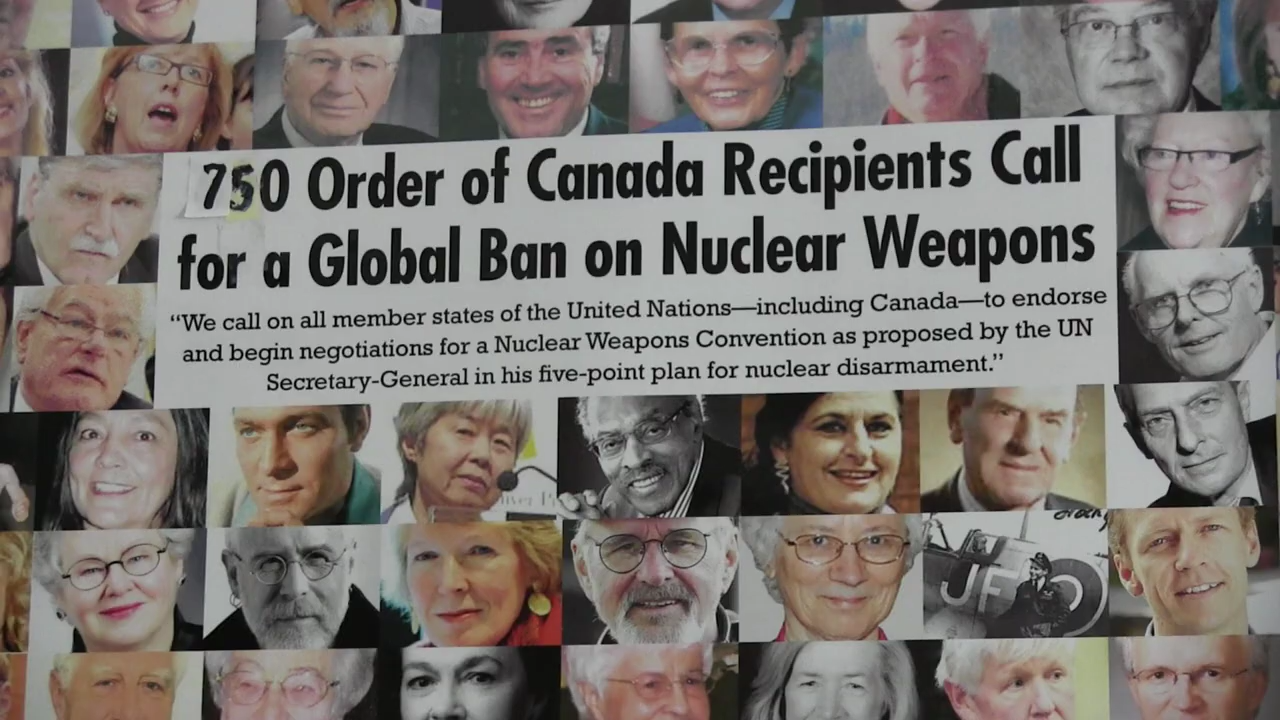 750 Order of Canada Recipients Call
for a Global Ban on Nuclear Weapons
“We call on all member states of the United Nations—including Canada—to endorse
and begin negotiations for a Nuclear Weapons Convention as proposed by the UN
Secretary-General in his five-point plan for nuclear disarmament.”
JF